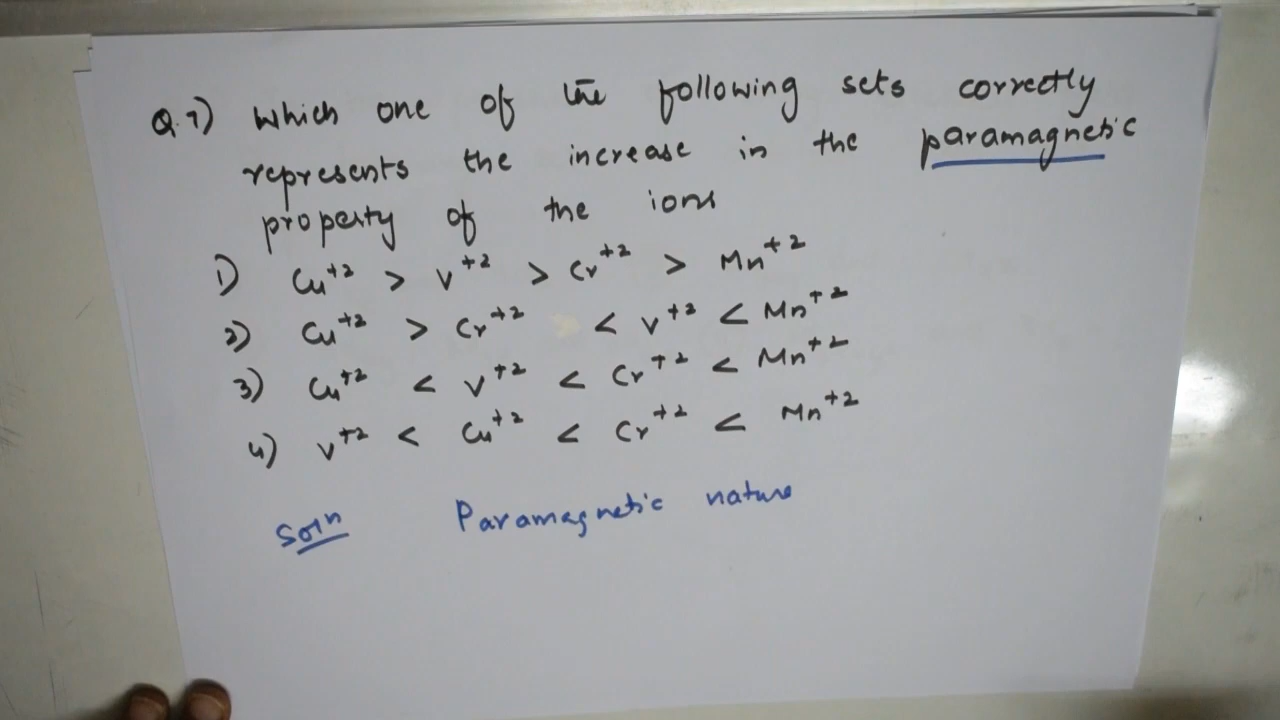 Q.7) Which one of the following sets correctly
represents the increase in the paramagnetic
property of the ions
1) Cu+2 > V+2 > Cr+2 > Mn+2
2) Cu+2 > Cr+2 < V+2 < Mn+2
3) Cu+2 < V+2 < Cr+2 < Mn+2
4) V+2 < Cu+2 < Cr+2 < Mn+2
Soln Paramagnetic nature